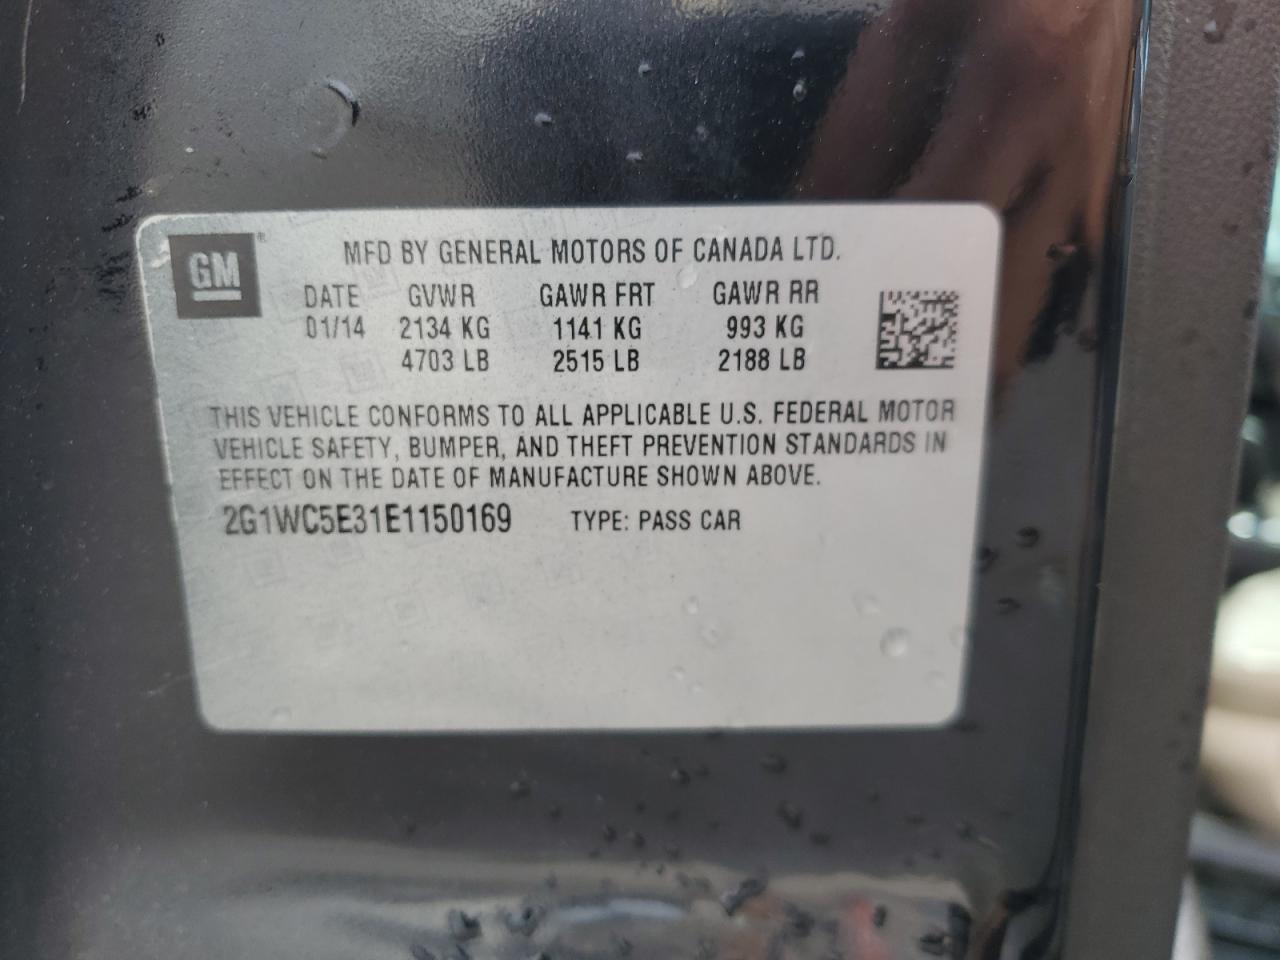 GM
MFD BY GENERAL MOTORS OF CANADA LTD.
DATE GVWR GAWR FRT GAWR RR
01/14 2134 KG 1141 KG 993 KG
4703 LB 2515 LB 2188 LB
THIS VEHICLE CONFORMS TO ALL APPLICABLE U.S. FEDERAL MOTOR
VEHICLE SAFETY, BUMPER, AND THEFT PREVENTION STANDARDS IN
EFFECT ON THE DATE OF MANUFACTURE SHOWN ABOVE.
2G1WC5E31E1150169 TYPE: PASS CAR